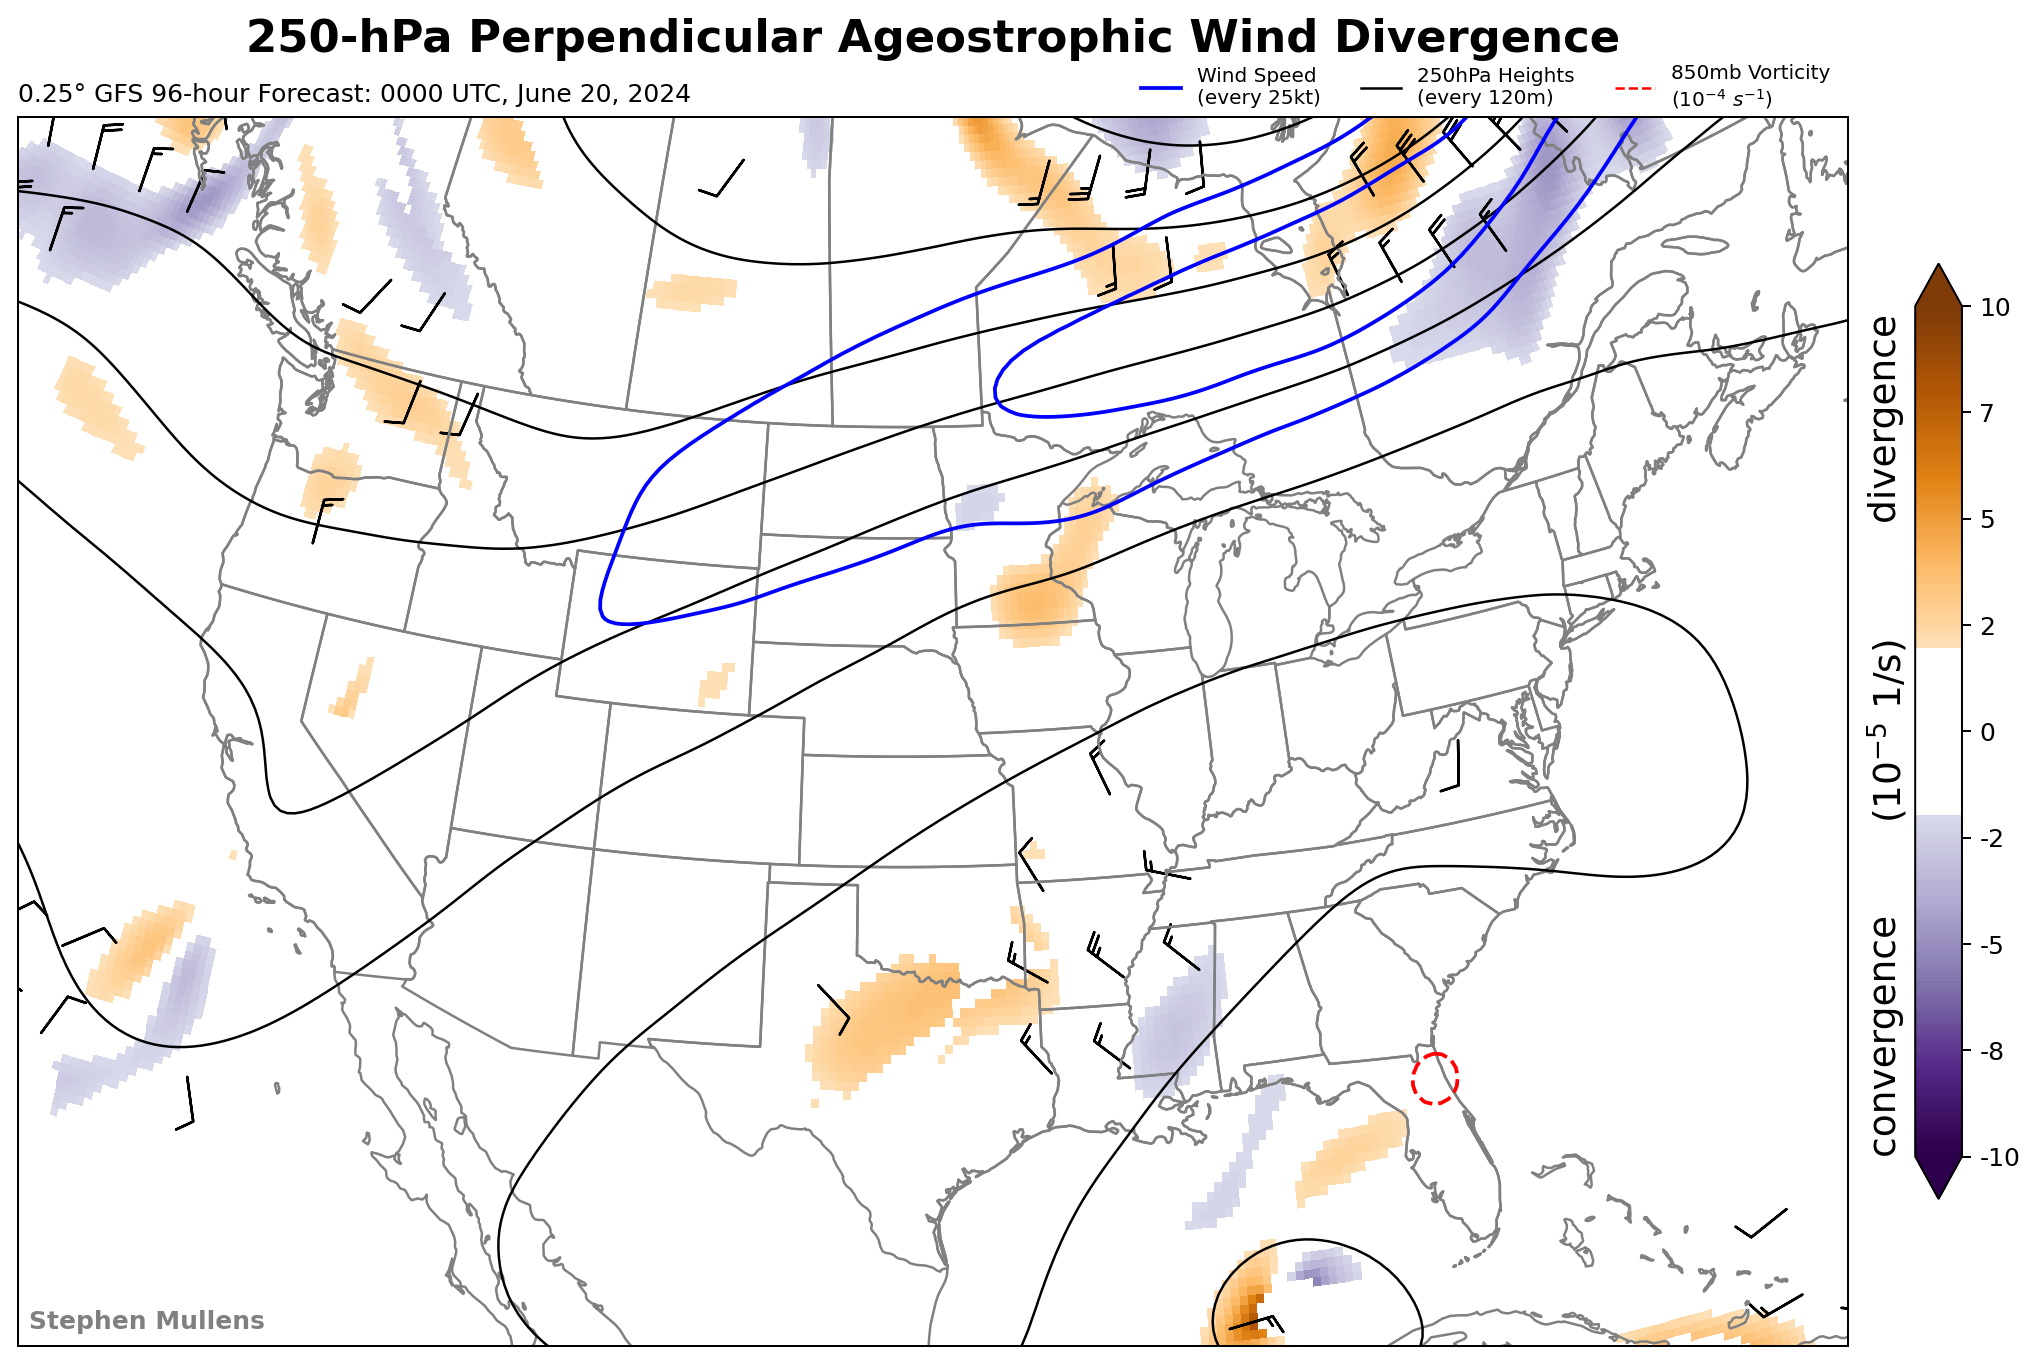 250-hPa Perpendicular Ageostrophic Wind Divergence
0.25° GFS 96-hour Forecast: 0000 UTC, June 20, 2024
Wind Speed
(every 25kt)
250hPa Heights
(every 120m)
850mb Vorticity
(10⁻⁴ s⁻¹)
10
7
5
2
0
-2
-5
-8
-10
convergence (10⁻⁵ 1/s) divergence
Stephen Mullens